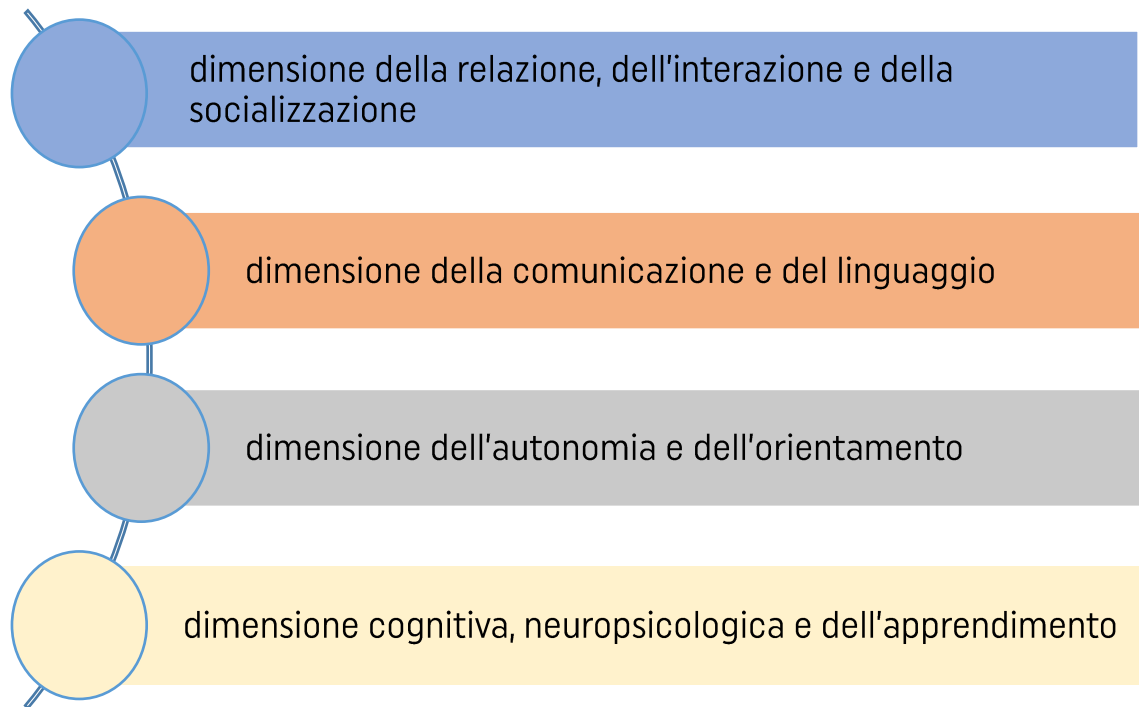 dimensione della relazione, dell'interazione e della
socializzazione
dimensione della comunicazione e del linguaggio
dimensione dell'autonomia e dell'orientamento
dimensione cognitiva, neuropsicologica e dell'apprendimento